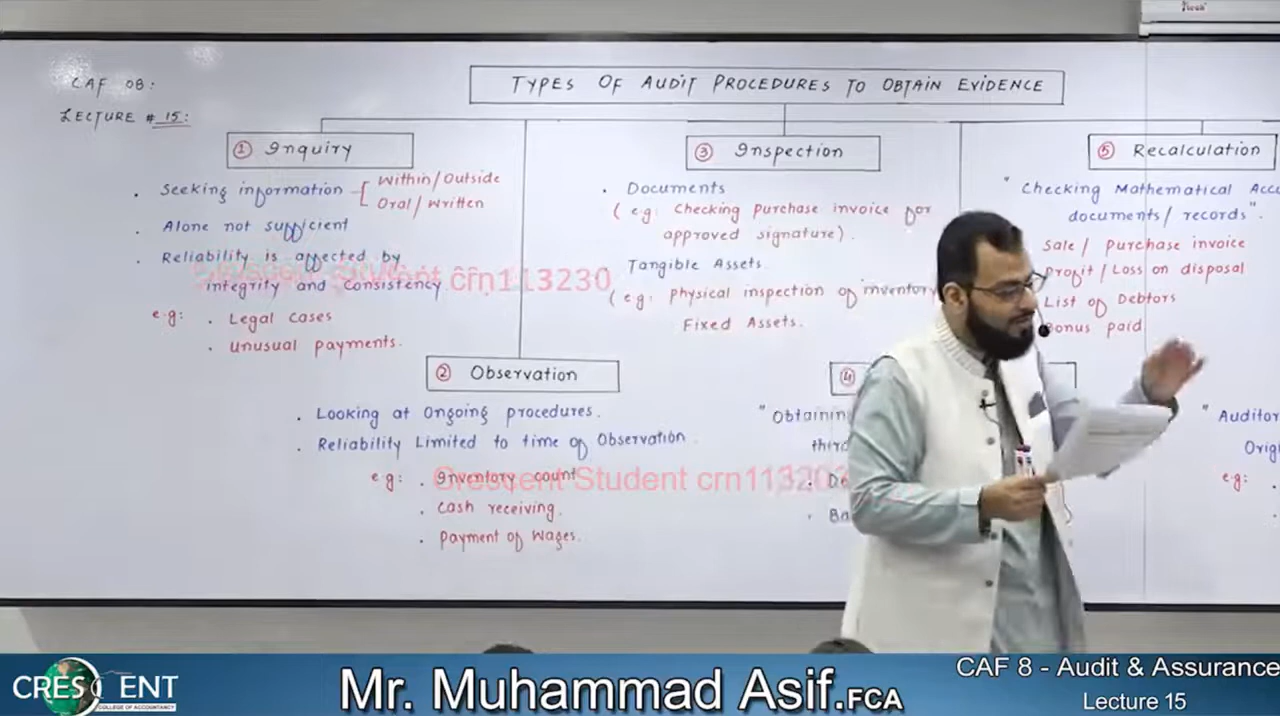 CAF 08:
LECTURE # 15:
TYPES OF AUDIT PROCEDURES TO OBTAIN EVIDENCE
① Inquiry
. Seeking information
Within/Outside
Oral/Written
. Alone not sufficient
. Reliability is affected by
integrity and consistency
e.g: . Legal cases
. unusual payments.
② Observation
. Looking at Ongoing procedures.
. Reliability Limited to time of Observation
e.g: . Inventory count
. cash receiving.
. payment of wages.
③ Inspection
. Documents
(e.g: Checking purchase invoice for
approved signature).
Tangible Assets
(e.g: physical inspection of inventory
Fixed Assets.
④
"Obtaining
⑤ Recalculation
"Checking Mathematical
documents/records".
Sale/ purchase invoice
Profit/Loss on disposal
List of Debtors
Bonus paid
"Auditor
e.g:
Crescent Student crn113230
Crescent Student crn113203
CRESCENT
COLLEGE OF ACCOUNTANCY
Mr. Muhammad Asif.FCA
CAF 8 - Audit & Assurance
Lecture 15